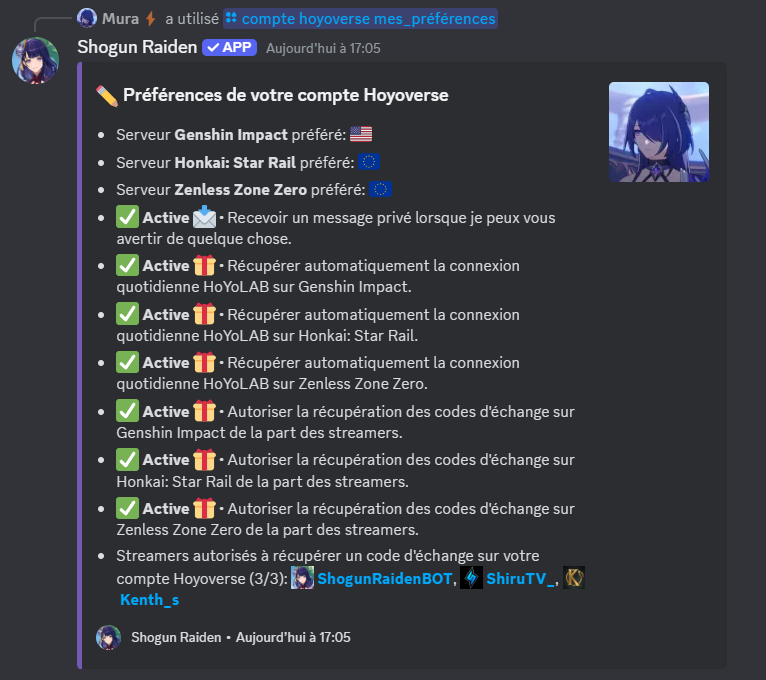 Mura a utilisé compte hoyoverse mes_préférences
Shogun Raiden APP Aujourd'hui à 17:05
Préférences de votre compte Hoyoverse
• Serveur Genshin Impact préféré:
• Serveur Honkai: Star Rail préféré:
• Serveur Zenless Zone Zero préféré:
• Active • Recevoir un message privé lorsque je peux vous
avertir de quelque chose.
• Active • Récupérer automatiquement la connexion
quotidienne HoYoLAB sur Genshin Impact.
• Active • Récupérer automatiquement la connexion
quotidienne HoYoLAB sur Honkai: Star Rail.
• Active • Récupérer automatiquement la connexion
quotidienne HoYoLAB sur Zenless Zone Zero.
• Active • Autoriser la récupération des codes d'échange sur
Genshin Impact de la part des streamers.
• Active • Autoriser la récupération des codes d'échange sur
Honkai: Star Rail de la part des streamers.
• Active • Autoriser la récupération des codes d'échange sur
Zenless Zone Zero de la part des streamers.
• Streamers autorisés à récupérer un code d'échange sur votre
compte Hoyoverse (3/3): ShogunRaidenBOT, ShiruTV_,
Kenth_s
Shogun Raiden • Aujourd'hui à 17:05